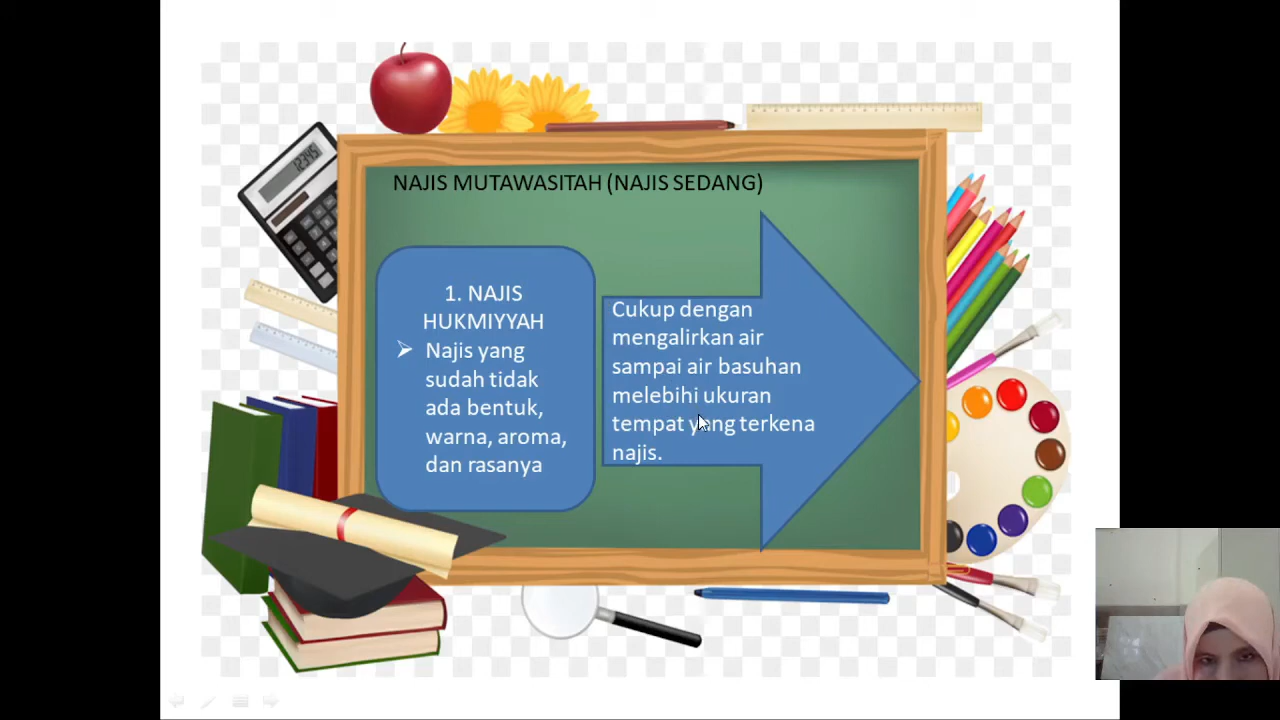 NAJIS MUTAWASITAH (NAJIS SEDANG)
1. NAJIS
HUKMIYYAH
➢ Najis yang
sudah tidak
ada bentuk,
warna, aroma,
dan rasanya
Cukup dengan
mengalirkan air
sampai air basuhan
melebihi ukuran
tempat yang terkena
najis.
12345